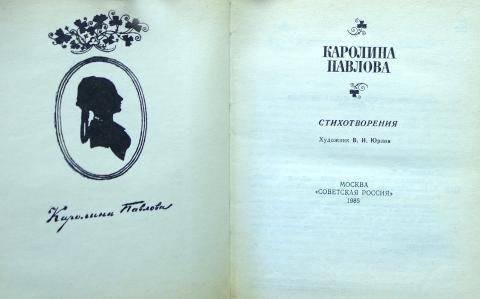 Каролина Павлова
КАРОЛИНА
ПАВЛОВА
СТИХОТВОРЕНИЯ
Художник В. И. Юрлов
МОСКВА
«СОВЕТСКАЯ РОССИЯ»
1985